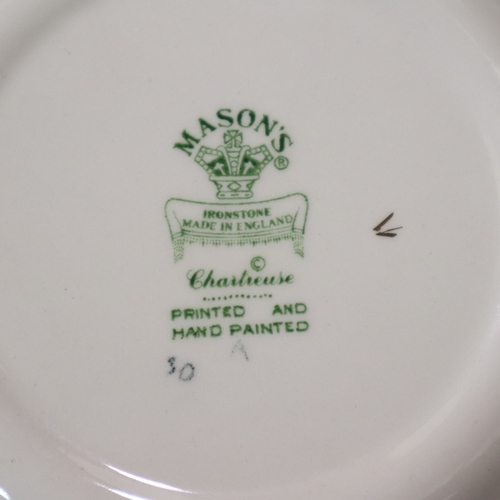 MASON'S ®
IRONSTONE
MADE IN ENGLAND
©
Chartreuse
PRINTED AND
HAND PAINTED
A
30